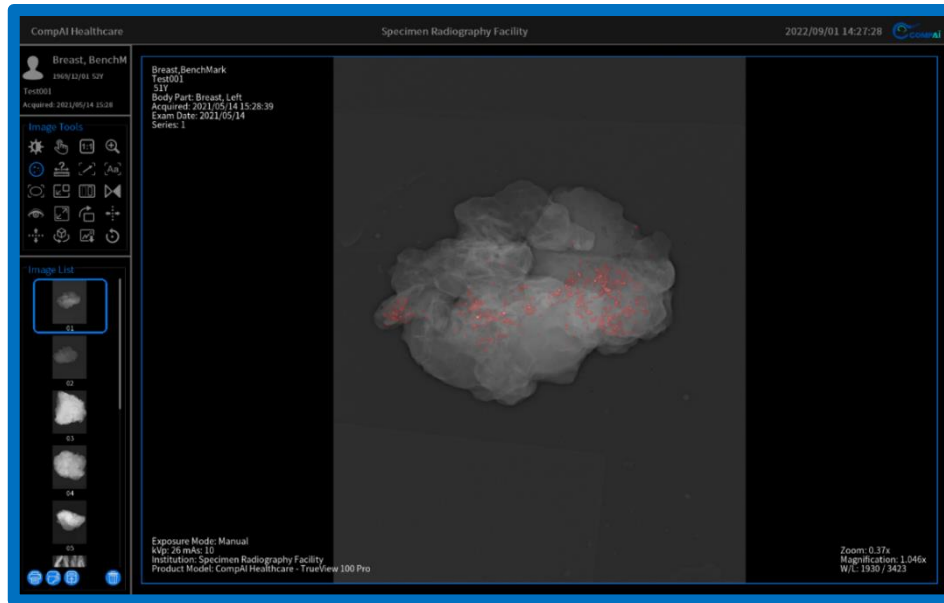 CompAI Healthcare
Specimen Radiography Facility
2022/09/01 14:27:28
COMPAI
Breast, BenchM
1969/12/01 52Y
Test001
Acquired: 2021/05/14 15:28
Image Tools
1:1
?
Aa
Image List
01
02
03
04
05
Breast,BenchMark
Test001
51Y
Body Part: Breast, Left
Acquired: 2021/05/14 15:28:39
Exam Date: 2021/05/14
Series: 1
Exposure Mode: Manual
kVp: 26 mAs: 10
Institution: Specimen Radiography Facility
Product Model: CompAI Healthcare - TrueView 100 Pro
Zoom: 0.37x
Magnification: 1.046x
W/L: 1930 / 3423